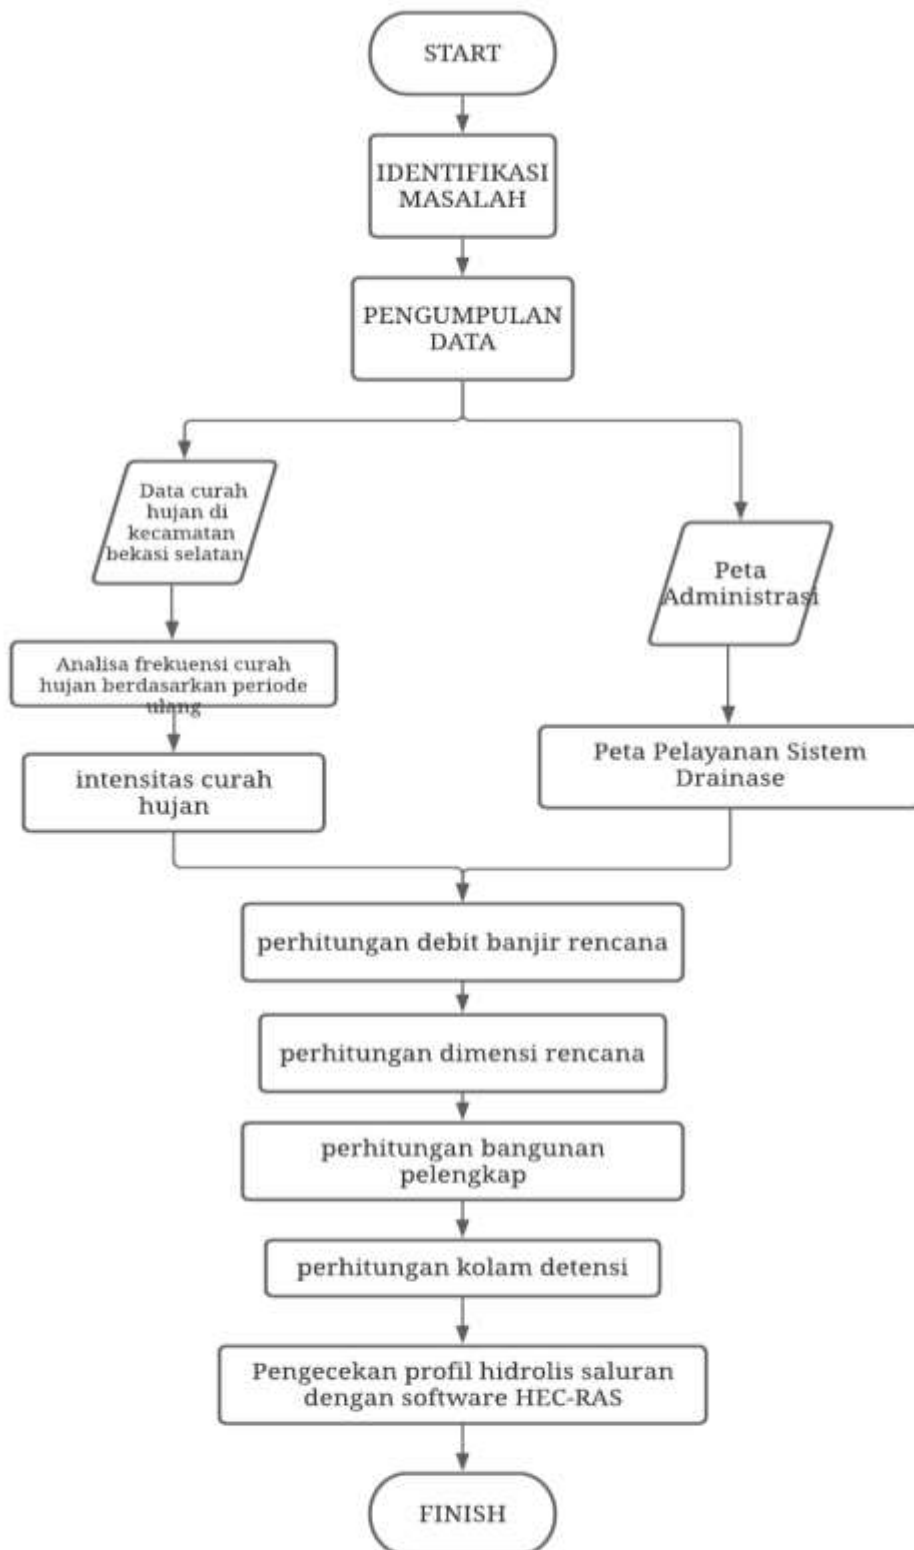 START
IDENTIFIKASI
MASALAH
PENGUMPULAN
DATA
Data curah
hujan di
kecamatan
bekasi selatan
Peta
Administrasi
Analisa frekuensi curah
hujan berdasarkan periode
ulang
Peta Pelayanan Sistem
Drainase
intensitas curah
hujan
perhitungan debit banjir rencana
perhitungan dimensi rencana
perhitungan bangunan
pelengkap
perhitungan kolam detensi
Pengecekan profil hidrolis saluran
dengan software HEC-RAS
FINISH